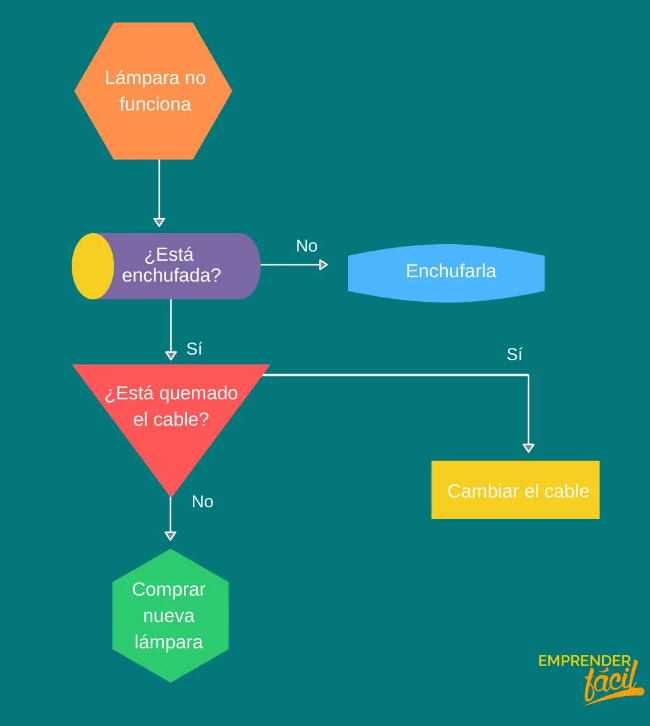 Lámpara no
funciona
¿Está
enchufada?
No
Enchufarla
Sí
¿Está quemado
el cable?
Sí
Cambiar el cable
No
Comprar
nueva
lámpara
EMPRENDER
fácil